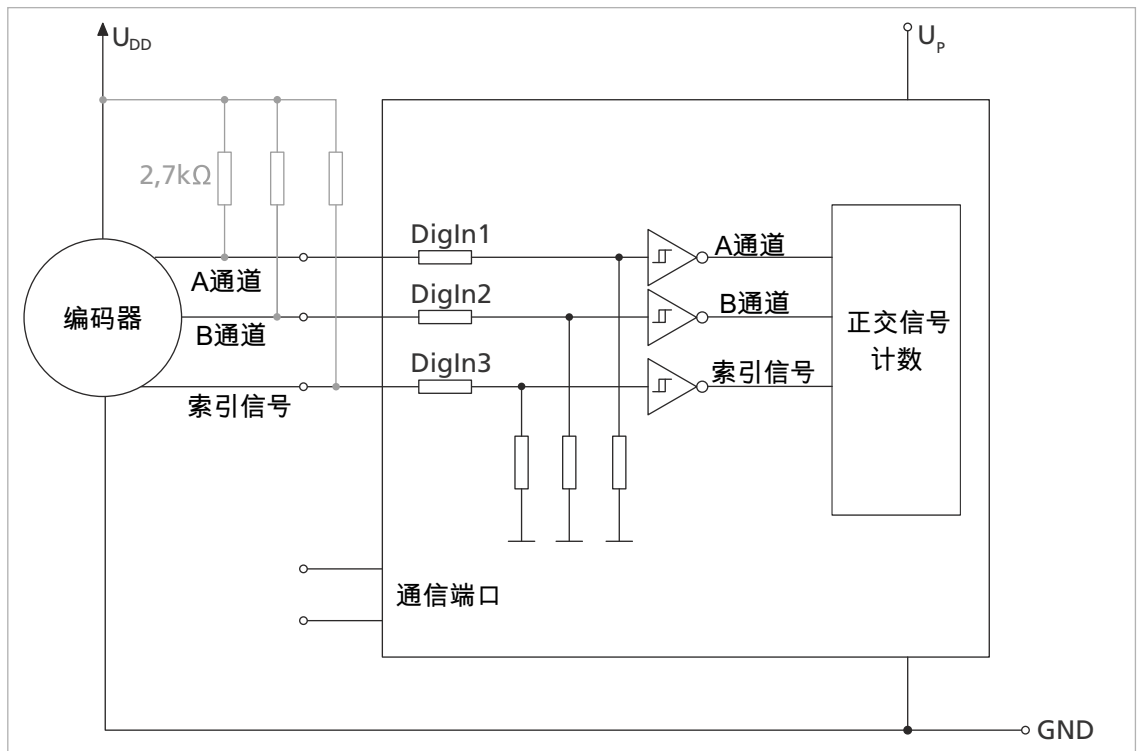 UDD
UP
2,7kΩ
DigIn1
A通道
A通道
DigIn2
B通道
编码器
B通道
正交信号
计数
DigIn3
索引信号
索引信号
通信端口
GND